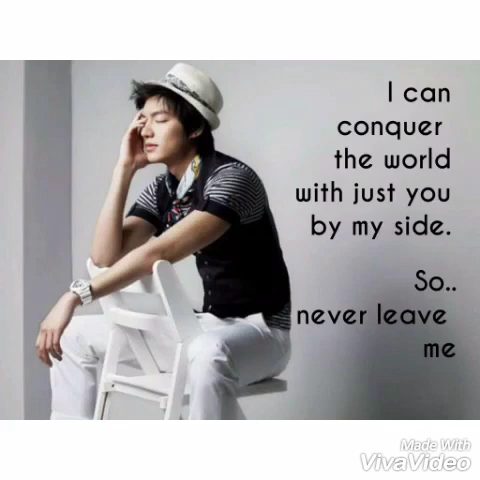 I can
conquer
the world
with just you
by my side.
So..
never leave
me
Made With
VivaVideo